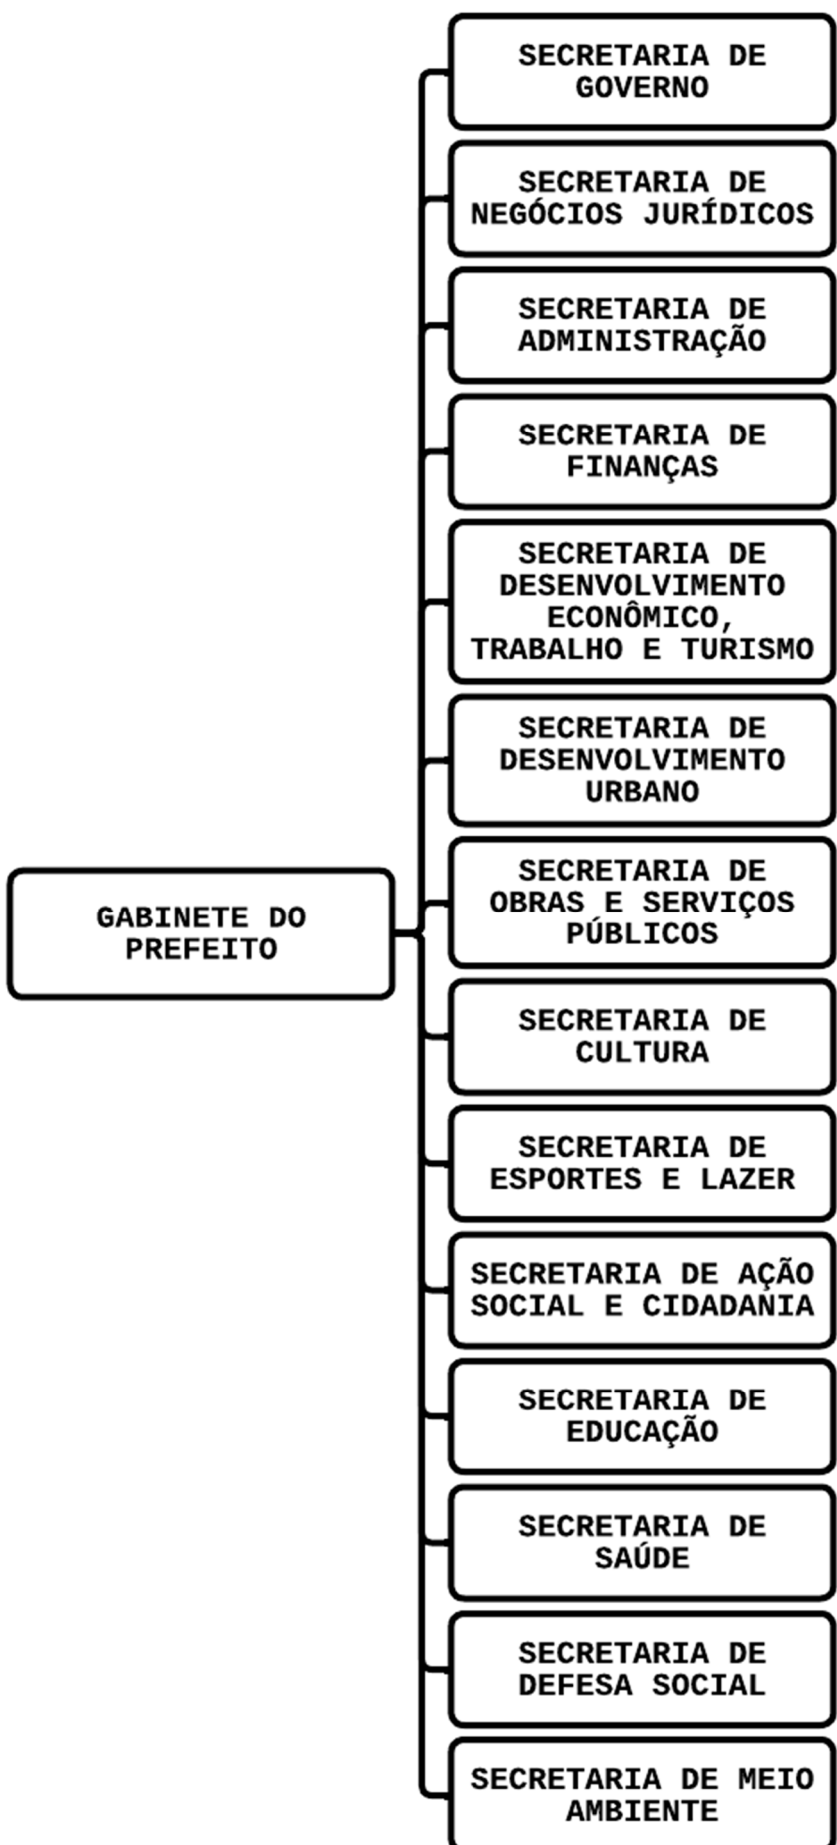 SECRETARIA DE
GOVERNO
SECRETARIA DE
NEGÓCIOS JURÍDICOS
SECRETARIA DE
ADMINISTRAÇÃO
SECRETARIA DE
FINANÇAS
SECRETARIA DE
DESENVOLVIMENTO
ECONÔMICO,
TRABALHO E TURISMO
SECRETARIA DE
DESENVOLVIMENTO
URBANO
GABINETE DO
PREFEITO
SECRETARIA DE
OBRAS E SERVIÇOS
PÚBLICOS
SECRETARIA DE
CULTURA
SECRETARIA DE
ESPORTES E LAZER
SECRETARIA DE AÇÃO
SOCIAL E CIDADANIA
SECRETARIA DE
EDUCAÇÃO
SECRETARIA DE
SAÚDE
SECRETARIA DE
DEFESA SOCIAL
SECRETARIA DE MEIO
AMBIENTE